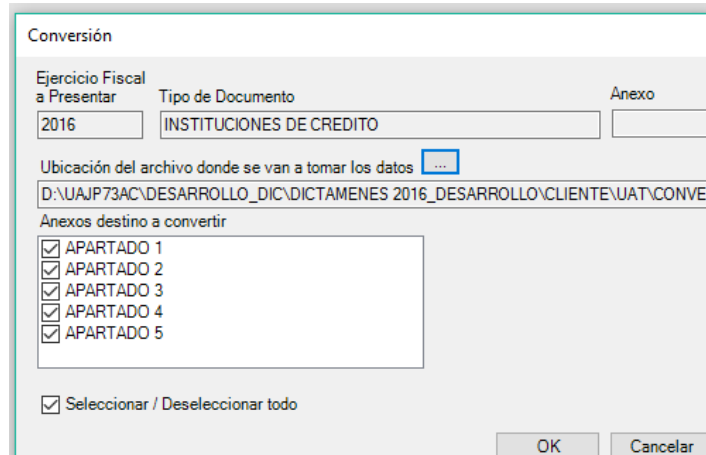 Conversión
Ejercicio Fiscal
a Presentar
Tipo de Documento
Anexo
2016
INSTITUCIONES DE CREDITO
Ubicación del archivo donde se van a tomar los datos ...
D:\UAJP73AC\DESARROLLO_DIC\DICTAMENES 2016_DESARROLLO\CLIENTE\UAT\CONVE
Anexos destino a convertir
APARTADO 1
APARTADO 2
APARTADO 3
APARTADO 4
APARTADO 5
Seleccionar / Deseleccionar todo
OK
Cancelar